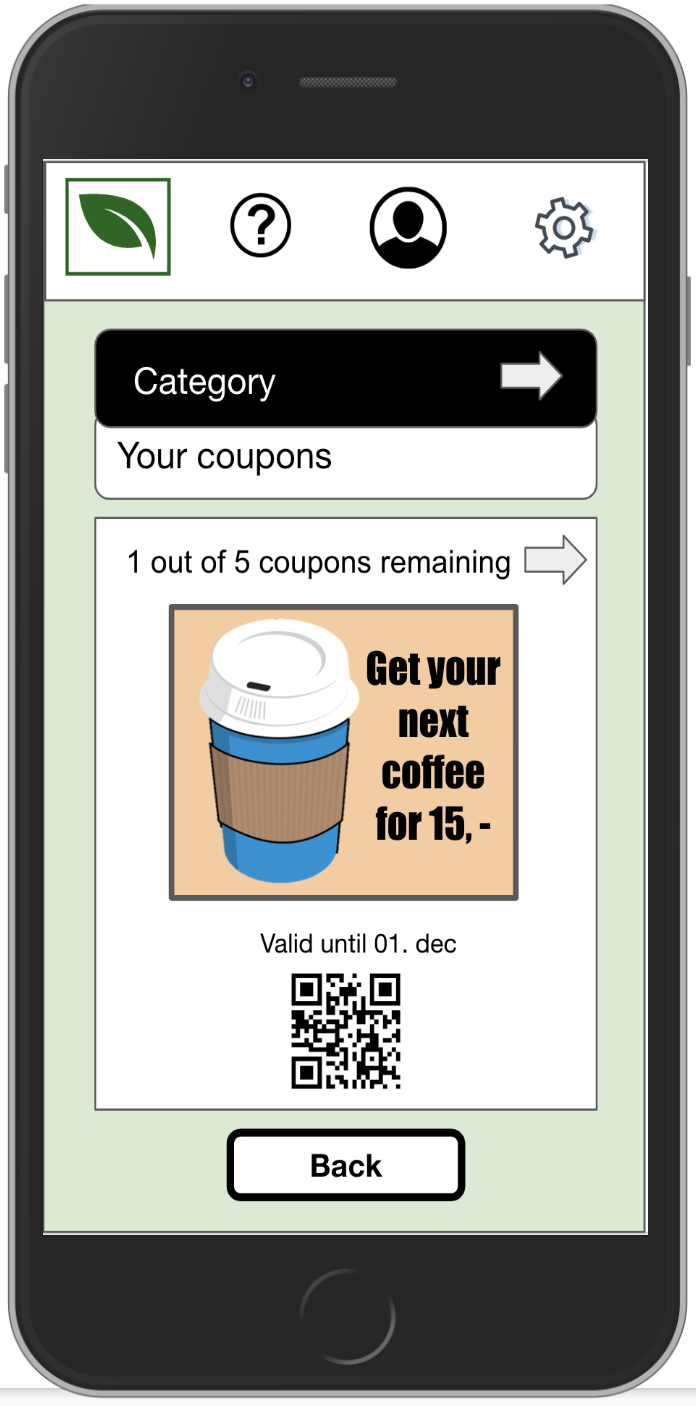 ?
Category
Your coupons
1 out of 5 coupons remaining
Get your
next
coffee
for 15, -
Valid until 01. dec
Back